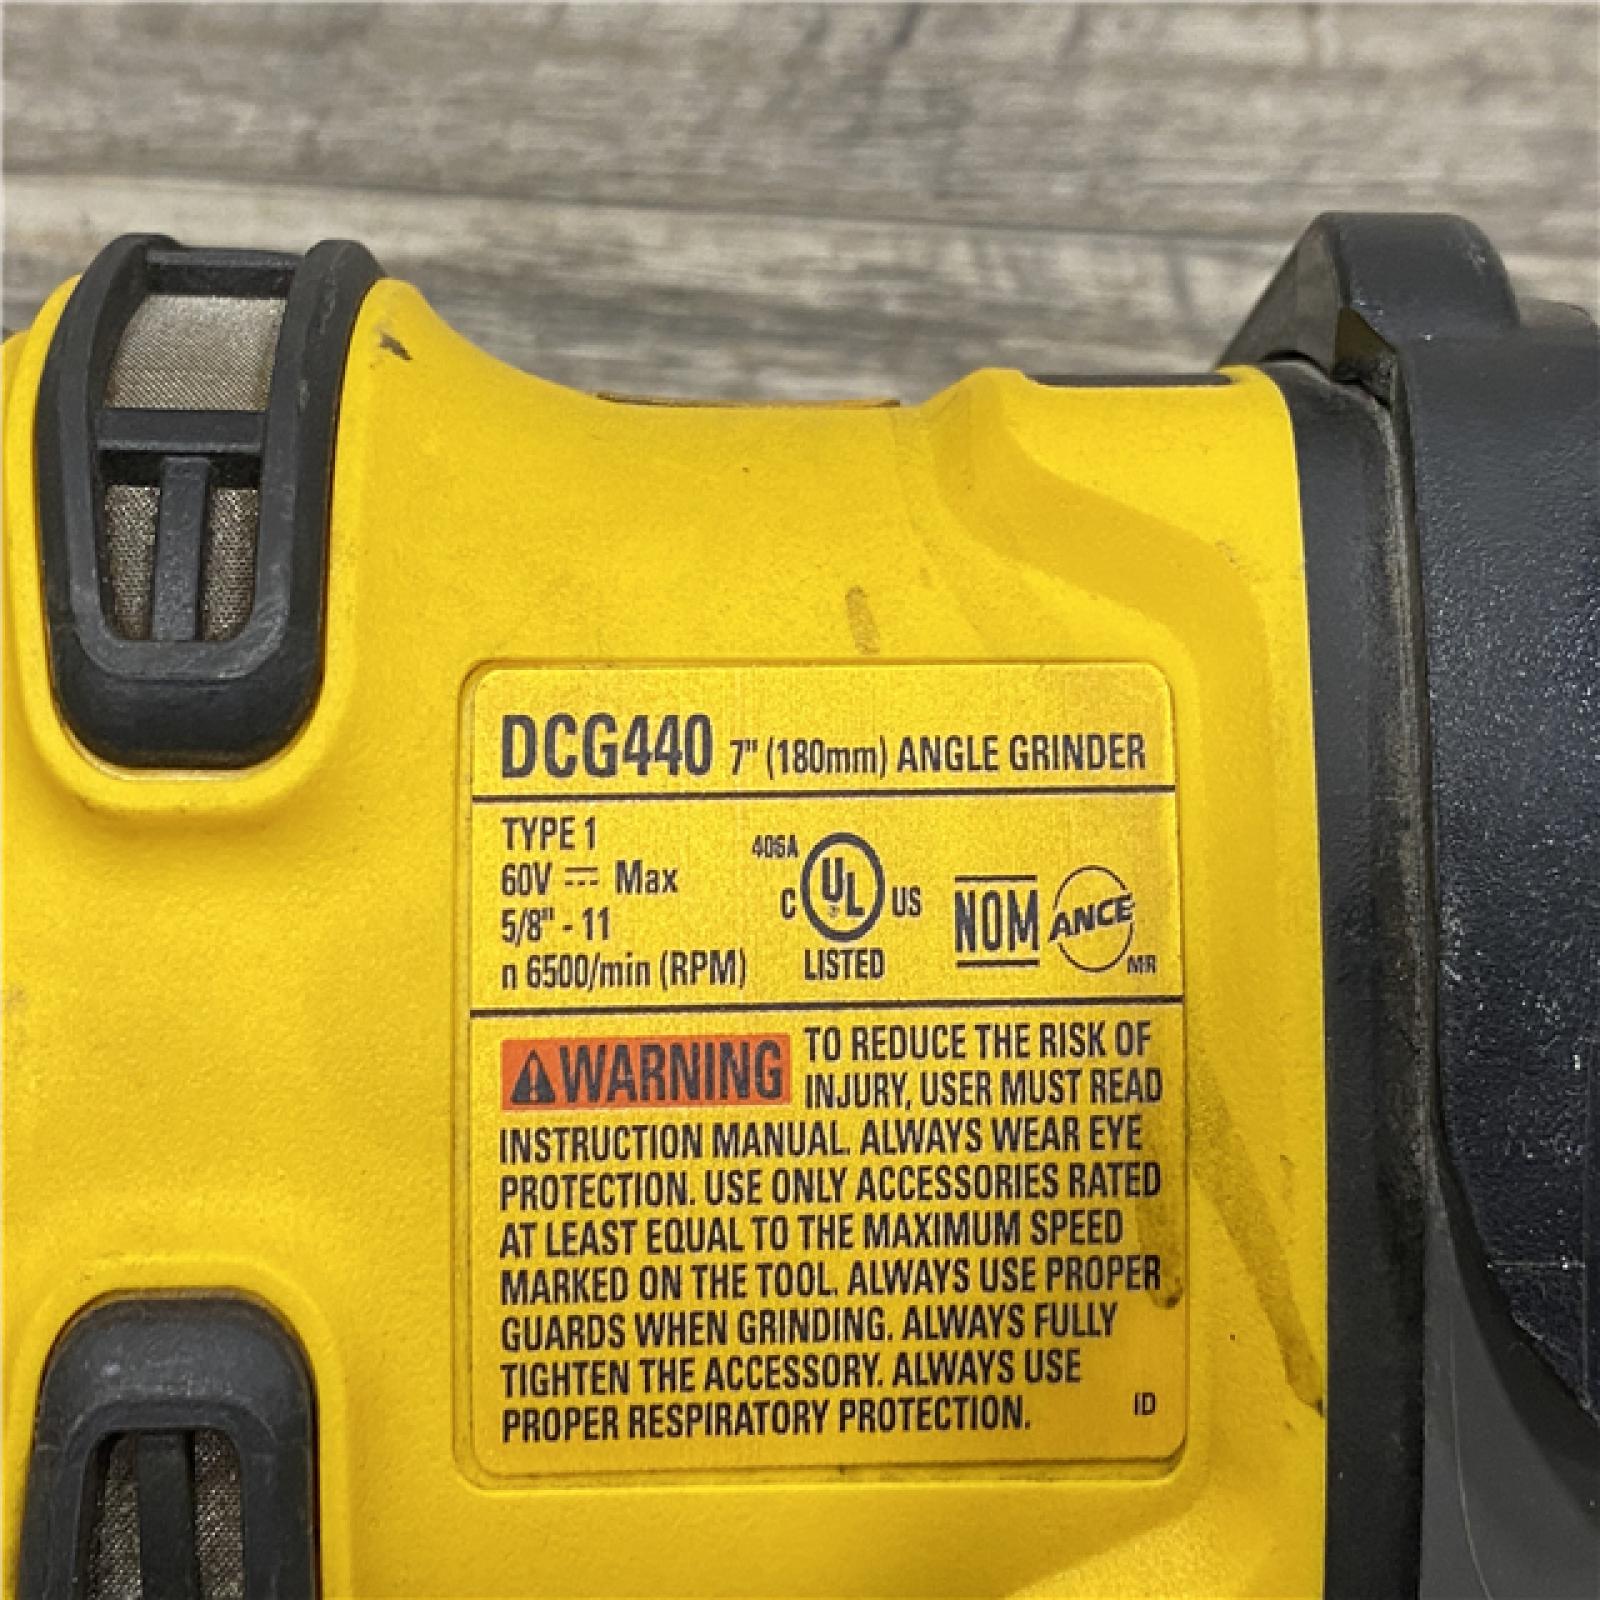 DCG440 7" (180mm) ANGLE GRINDER
TYPE 1
60V ⎓ Max
5/8" - 11
n 6500/min (RPM)
406A
C UL US
LISTED
NOM
ANCE
MR
⚠WARNING TO REDUCE THE RISK OF
INJURY, USER MUST READ
INSTRUCTION MANUAL. ALWAYS WEAR EYE
PROTECTION. USE ONLY ACCESSORIES RATED
AT LEAST EQUAL TO THE MAXIMUM SPEED
MARKED ON THE TOOL. ALWAYS USE PROPER
GUARDS WHEN GRINDING. ALWAYS FULLY
TIGHTEN THE ACCESSORY. ALWAYS USE
PROPER RESPIRATORY PROTECTION.
ID